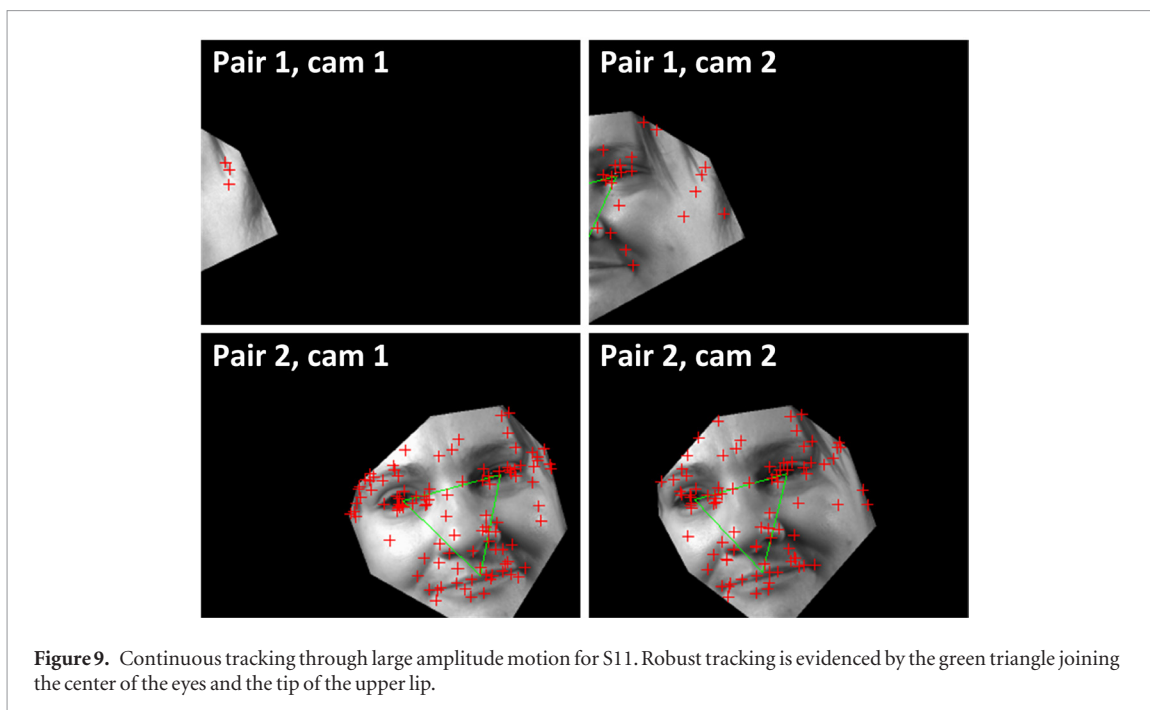 Pair 1, cam 1
Pair 1, cam 2
Pair 2, cam 1
Pair 2, cam 2
Figure 9. Continuous tracking through large amplitude motion for S11. Robust tracking is evidenced by the green triangle joining
the center of the eyes and the tip of the upper lip.